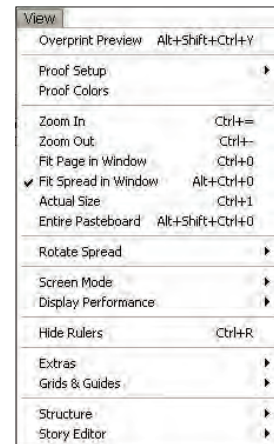 View
Overprint Preview Alt+Shift+Ctrl+Y
Proof Setup
Proof Colors
Zoom In Ctrl+=
Zoom Out Ctrl+-
Fit Page in Window Ctrl+0
Fit Spread in Window Alt+Ctrl+0
Actual Size Ctrl+1
Entire Pasteboard Alt+Shift+Ctrl+0
Rotate Spread
Screen Mode
Display Performance
Hide Rulers Ctrl+R
Extras
Grids & Guides
Structure
Story Editor